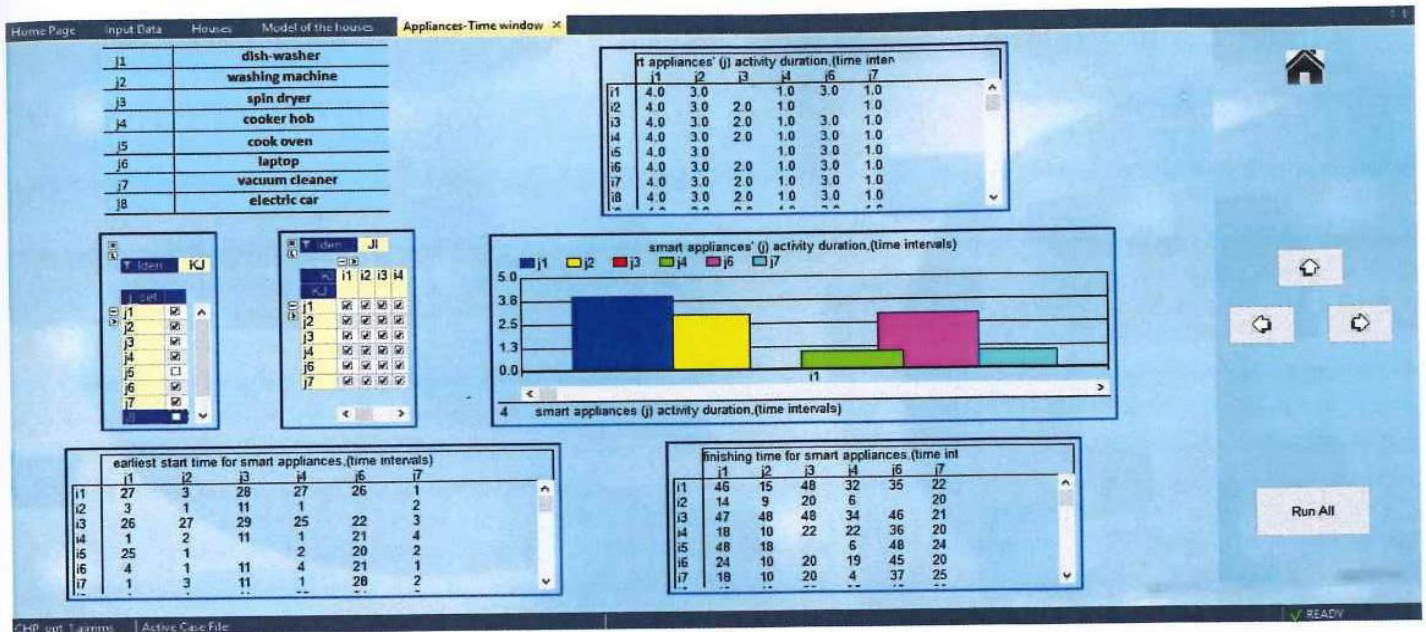 Home Page Input Data Houses Model of the houses Appliances-Time window ×
j1 dish-washer
j2 washing machine
j3 spin dryer
j4 cooker hob
j5 cook oven
j6 laptop
j7 vacuum cleaner
j8 electric car
rt appliances' (j) activity duration,(time inten
j1 j2 j3 j4 j6 j7
i1 4.0 3.0 1.0 3.0 1.0
i2 4.0 3.0 2.0 1.0 1.0
i3 4.0 3.0 2.0 1.0 3.0 1.0
i4 4.0 3.0 2.0 1.0 3.0 1.0
i5 4.0 3.0 1.0 3.0 1.0
i6 4.0 3.0 2.0 1.0 3.0 1.0
i7 4.0 3.0 2.0 1.0 3.0 1.0
i8 4.0 3.0 2.0 1.0 3.0 1.0
Iden KJ
j_sel
j1
j2
j3
j4
j5
j6
j7
Iden JI
KJ i1 i2 i3 i4
j1
j2
j3
j4
j6
j7
smart appliances' (j) activity duration,(time intervals)
j1 j2 j3 j4 j6 j7
5.0
3.8
2.5
1.3
0.0
i1
4 smart appliances (j) activity duration,(time intervals)
earliest start time for smart appliances,(time intervals)
j1 j2 j3 j4 j6 j7
i1 27 3 28 27 26 1
i2 3 1 11 1 2
i3 26 27 29 25 22 3
i4 1 2 11 1 21 4
i5 25 1 2 20 2
i6 4 1 11 4 21 1
i7 1 3 11 1 28 2
finishing time for smart appliances,(time int
j1 j2 j3 j4 j6 j7
i1 46 15 48 32 35 22
i2 14 9 20 6 20
i3 47 48 48 34 46 21
i4 18 10 22 22 36 20
i5 48 18 6 48 24
i6 24 10 20 19 45 20
i7 18 10 20 4 37 25
Run All
Active Case File
READY